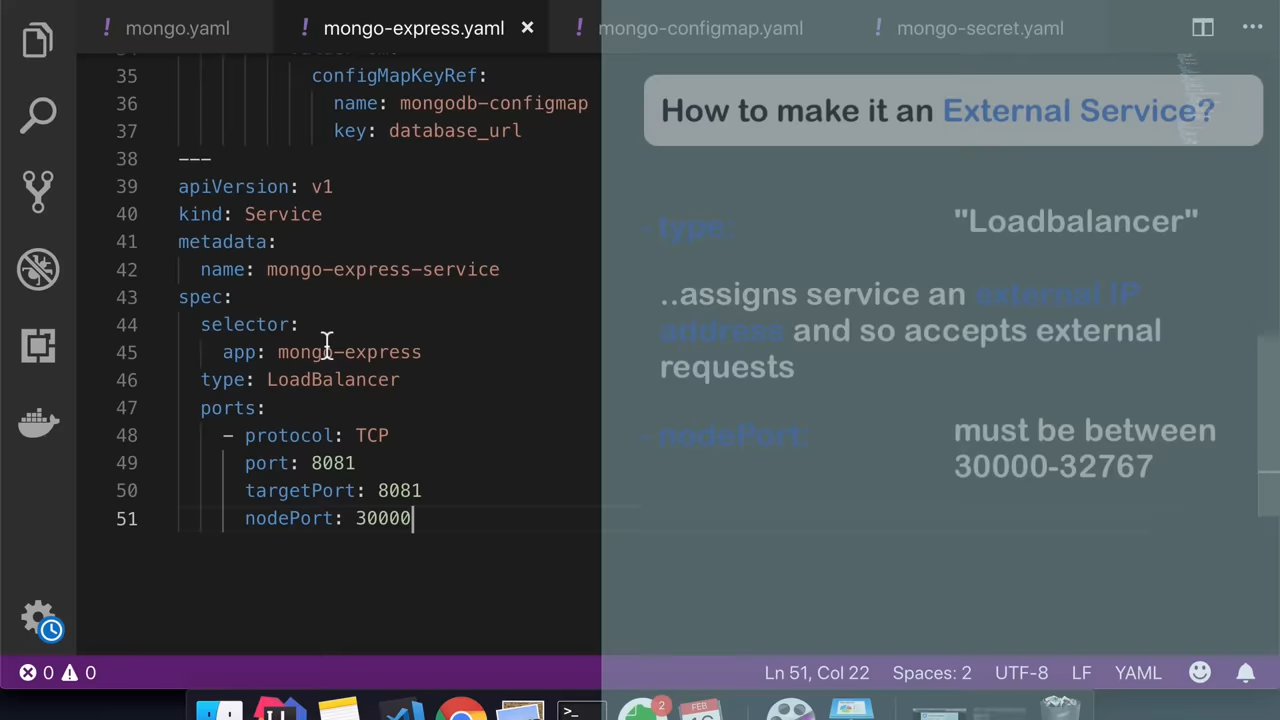 mongo.yaml
mongo-express.yaml
mongo-configmap.yaml
mongo-secret.yaml
35 configMapKeyRef:
36 name: mongodb-configmap
37 key: database_url
38 ---
39 apiVersion: v1
40 kind: Service
41 metadata:
42 name: mongo-express-service
43 spec:
44 selector:
45 app: mongo-express
46 type: LoadBalancer
47 ports:
48 - protocol: TCP
49 port: 8081
50 targetPort: 8081
51 nodePort: 30000
How to make it an External Service?
- type: "Loadbalancer"
..assigns service an external IP
address and so accepts external
requests
- nodePort: must be between
30000-32767
0 0
Ln 51, Col 22
Spaces: 2
UTF-8
LF
YAML
2
FEB